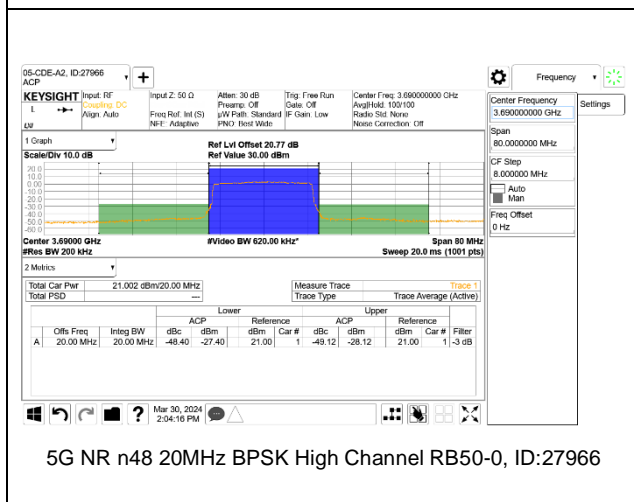 05-CDE-A2, ID:27966
ACP
Frequency
KEYSIGHT
Input: RF
Coupling: DC
Align: Auto
Input Z: 50 Ω
Freq Ref: Int (S)
NFE: Adaptive
Atten: 30 dB
Preamp: Off
µW Path: Standard
PNO: Best Wide
Trig: Free Run
Gate: Off
IF Gain: Low
Center Freq: 3.690000000 GHz
Avg|Hold: 100/100
Radio Std: None
Noise Correction: Off
Center Frequency
3.690000000 GHz
Settings
Span
80.0000000 MHz
CF Step
8.000000 MHz
Auto
Man
Freq Offset
0 Hz
1 Graph
Scale/Div 10.0 dB
Ref Lvl Offset 20.77 dB
Ref Value 30.00 dBm
20.0
10.0
0.00
-10.0
-20.0
-30.0
-40.0
-50.0
-60.0
Center 3.69000 GHz
#Video BW 620.00 kHz*
Span 80 MHz
#Res BW 200 kHz
Sweep 20.0 ms (1001 pts)
2 Metrics
Total Car Pwr 21.002 dBm/20.00 MHz
Total PSD ---
Measure Trace Trace 1
Trace Type Trace Average (Active)
Lower Upper
ACP Reference ACP Reference
Offs Freq Integ BW dBc dBm dBm Car # dBc dBm dBm Car # Filter
A 20.00 MHz 20.00 MHz -48.40 -27.40 21.00 1 -49.12 -28.12 21.00 1 -3 dB
Mar 30, 2024
2:04:16 PM
5G NR n48 20MHz BPSK High Channel RB50-0, ID:27966